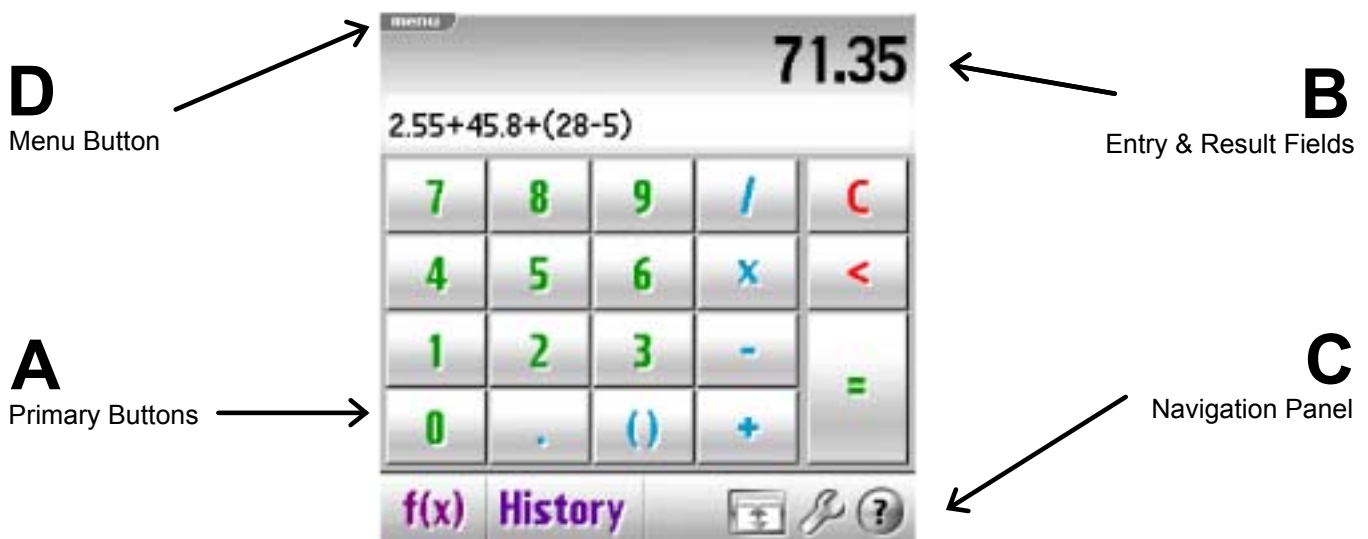 menu
71.35
D
Menu Button
B
Entry & Result Fields
2.55+45.8+(28-5)
7 8 9 / C
4 5 6 x <
1 2 3 -
=
A
Primary Buttons
0 . () +
C
Navigation Panel
f(x) History ?